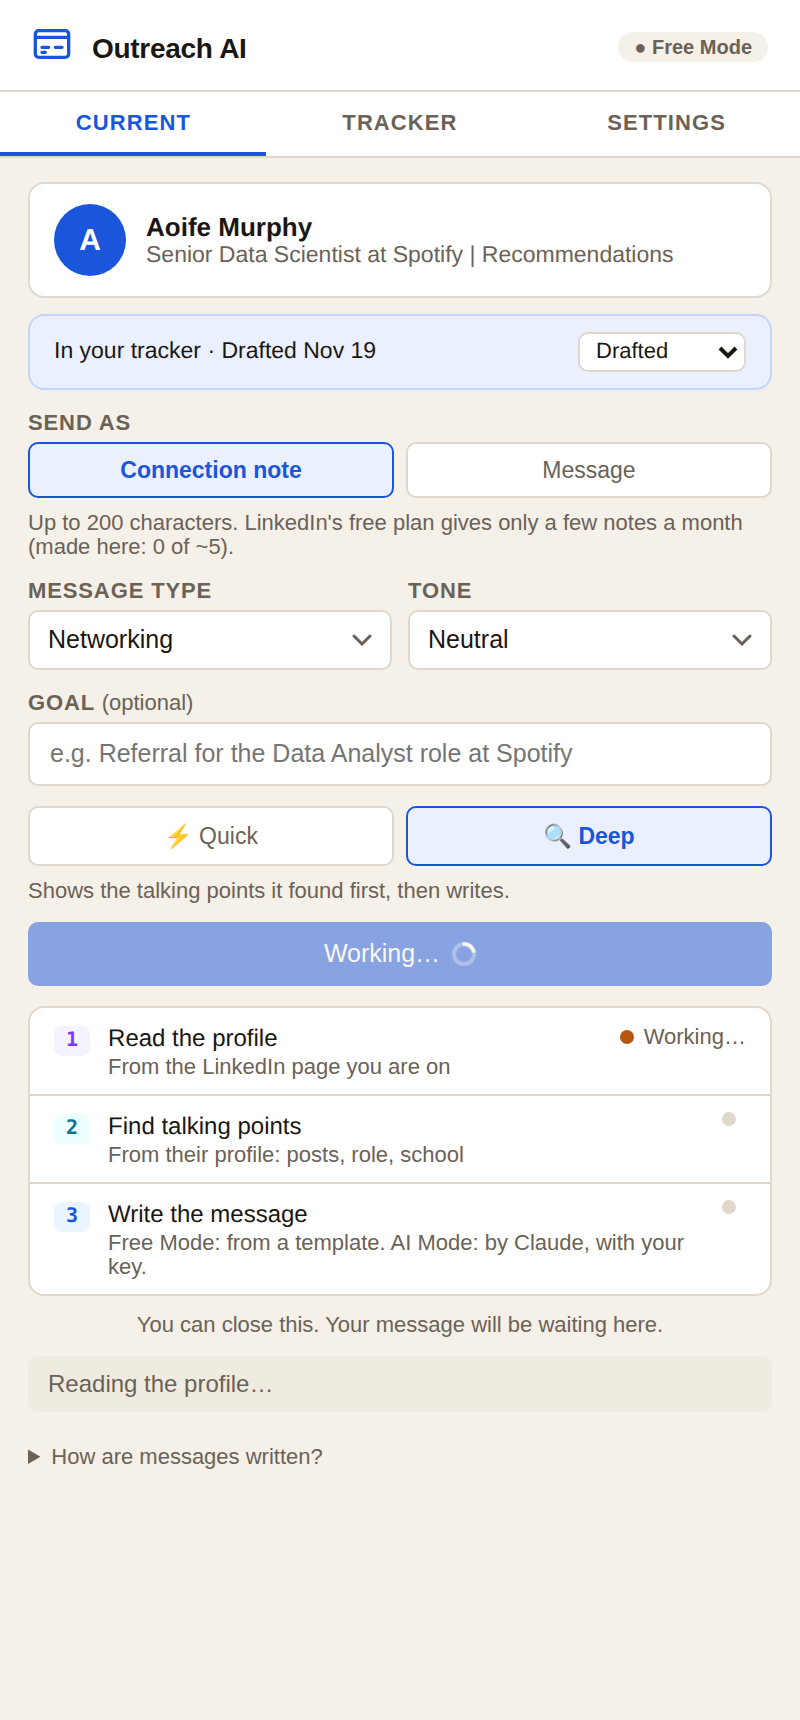 Outreach AI
● Free Mode
CURRENT
TRACKER
SETTINGS
A
Aoife Murphy
Senior Data Scientist at Spotify | Recommendations
In your tracker · Drafted Nov 19
Drafted
SEND AS
Connection note
Message
Up to 200 characters. LinkedIn's free plan gives only a few notes a month
(made here: 0 of ~5).
MESSAGE TYPE
TONE
Networking
Neutral
GOAL (optional)
e.g. Referral for the Data Analyst role at Spotify
⚡ Quick
🔍 Deep
Shows the talking points it found first, then writes.
Working…
1
Read the profile
Working…
From the LinkedIn page you are on
2
Find talking points
From their profile: posts, role, school
3
Write the message
Free Mode: from a template. AI Mode: by Claude, with your
key.
You can close this. Your message will be waiting here.
Reading the profile…
▶ How are messages written?